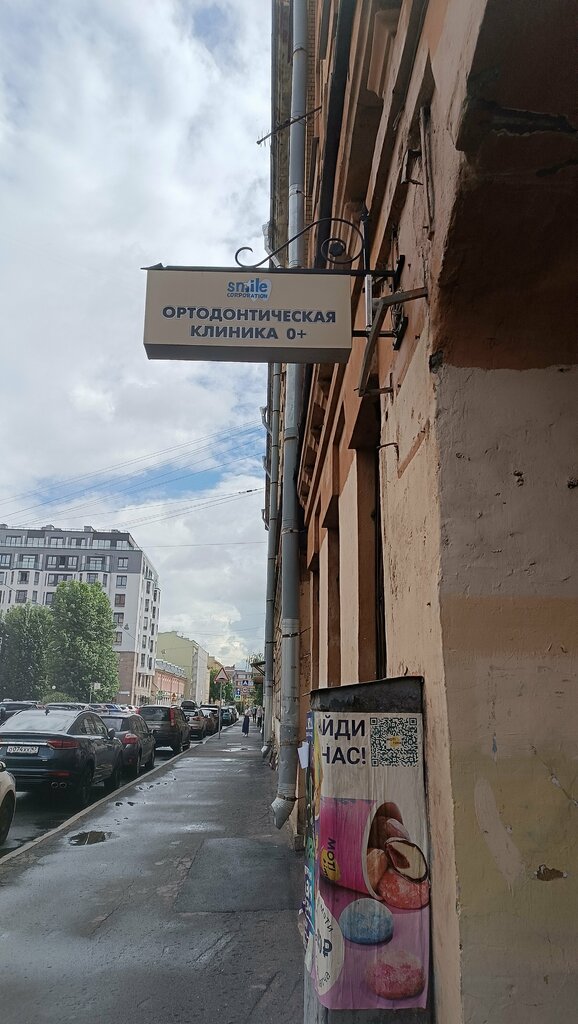 smile
CORPORATION
ОРТОДОНТИЧЕСКАЯ
КЛИНИКА 0+
ЙДИ
НАС!